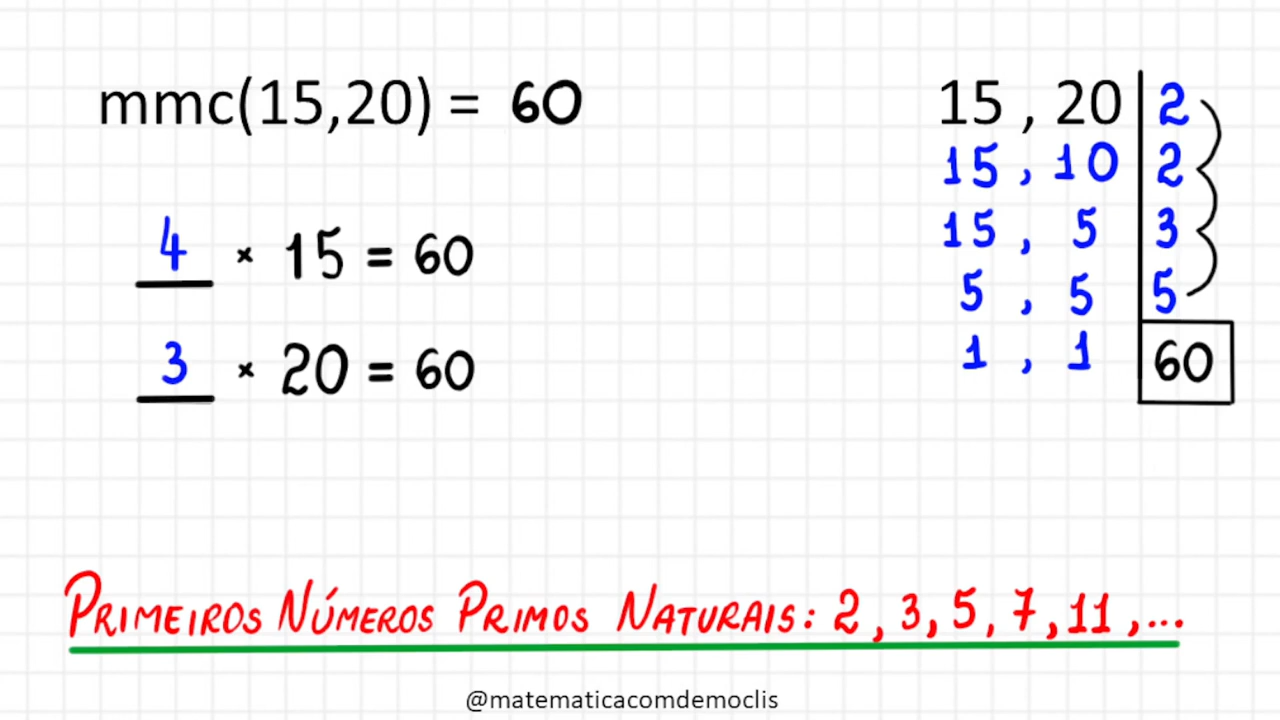 mmc(15,20) = 60
4 × 15 = 60
3 × 20 = 60
15 , 20 | 2
15 , 10 | 2
15 , 5 | 3
5 , 5 | 5
1 , 1 | 60
PRIMEIROS NÚMEROS PRIMOS NATURAIS: 2, 3, 5, 7, 11, ...
@matematicacomdemoclis